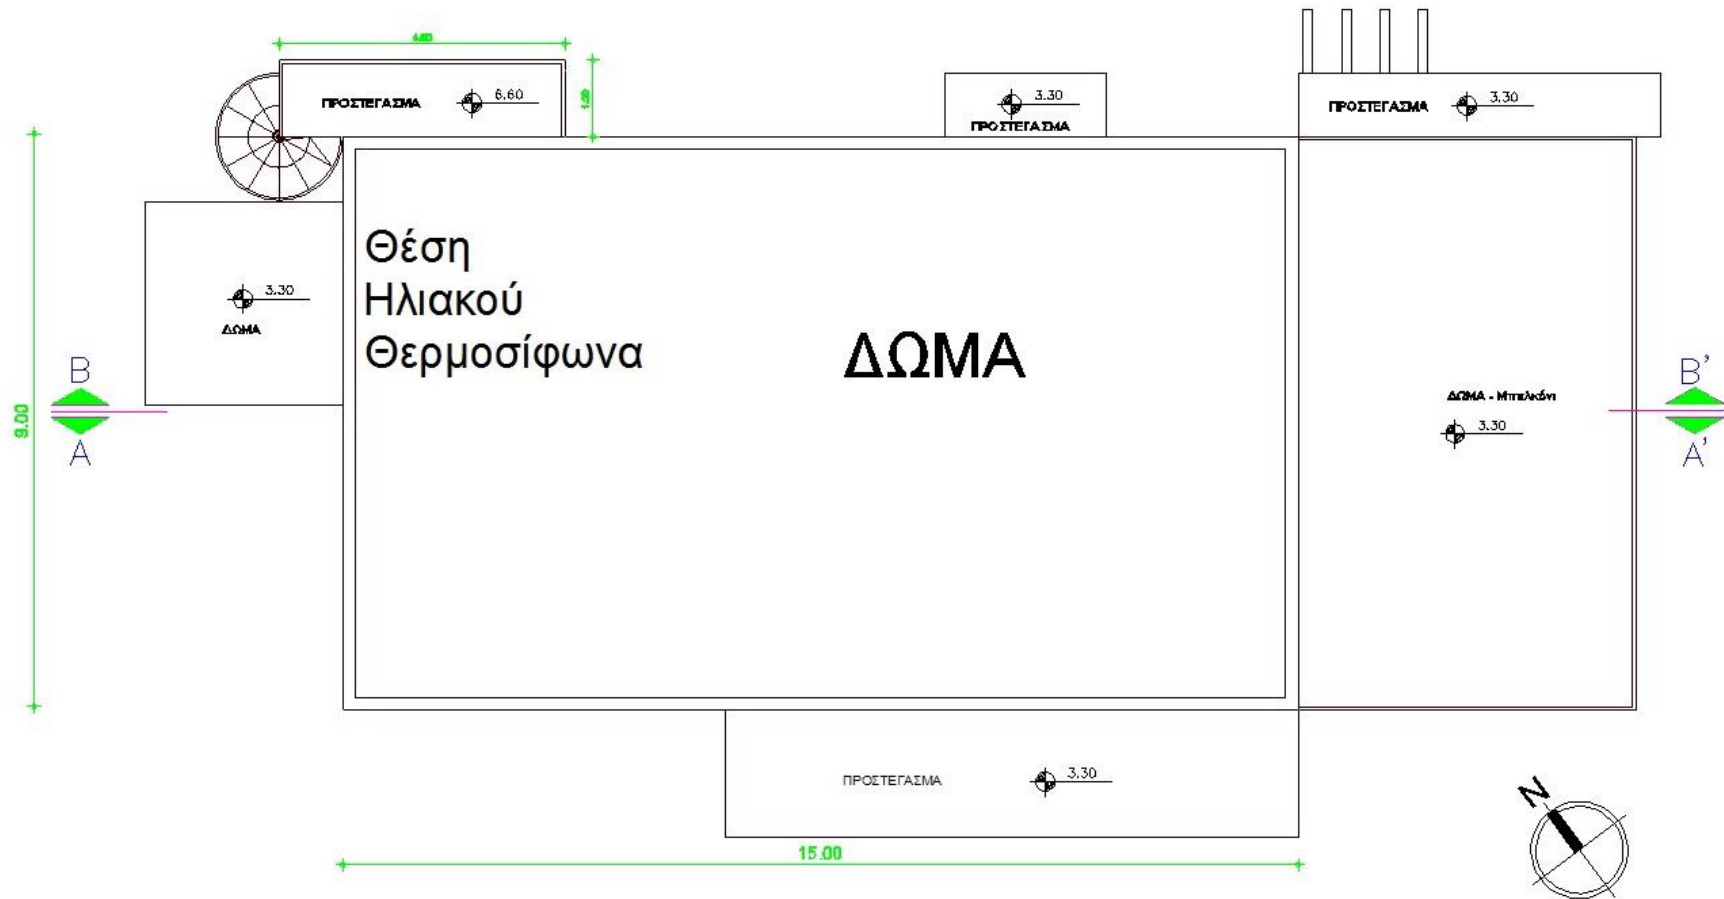 ΠΡΟΣΤΕΓΑΣΜΑ 6.60
3.30
ΠΡΟΣΤΕΓΑΣΜΑ
ΠΡΟΣΤΕΓΑΣΜΑ 3.30
Θέση
Ηλιακού
Θερμοσίφωνα
3.30
ΔΩΜΑ
ΔΩΜΑ
B
A
9.00
B'
A'
ΔΩΜΑ - Μπαλκόνι
3.30
ΠΡΟΣΤΕΓΑΣΜΑ 3.30
15.00
N